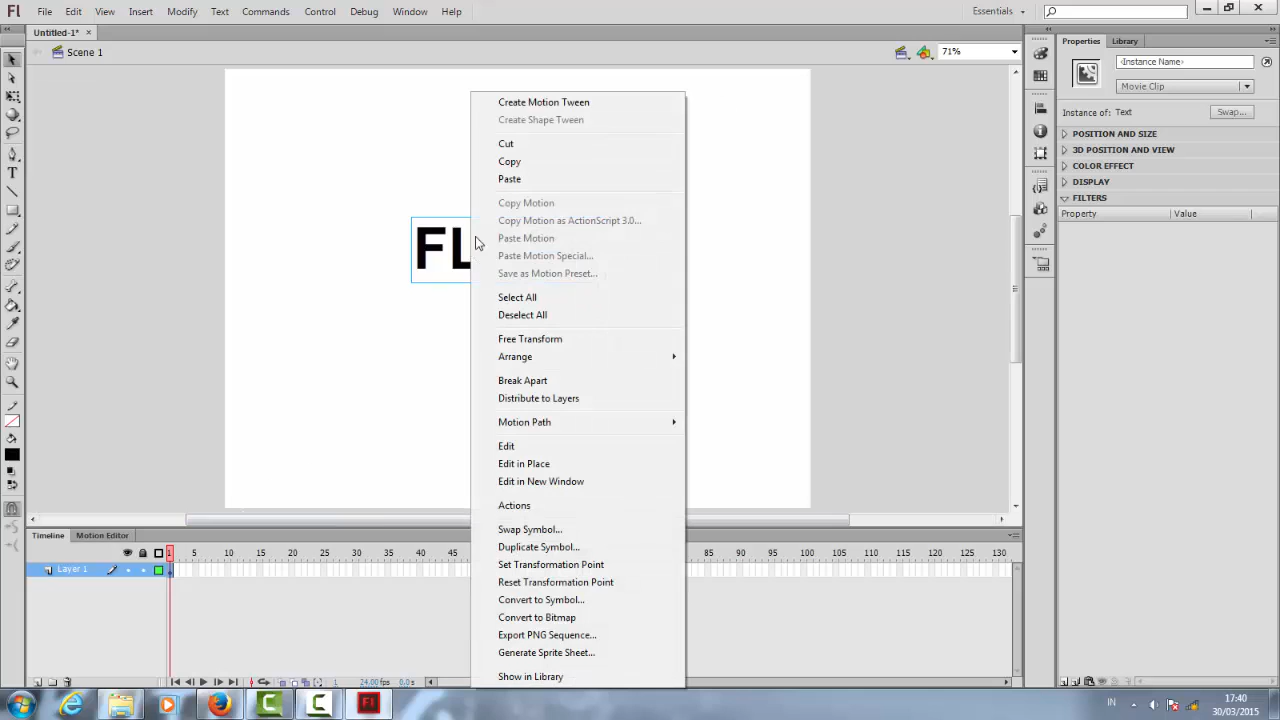 Fl File Edit View Insert Modify Text Commands Control Debug Window Help Essentials
Untitled-1* ×
Scene 1 71%
Properties Library
<Instance Name>
Movie Clip
Instance of: Text Swap...
POSITION AND SIZE
3D POSITION AND VIEW
COLOR EFFECT
DISPLAY
FILTERS
Property Value
FL
Create Motion Tween
Create Shape Tween
Cut
Copy
Paste
Copy Motion
Copy Motion as ActionScript 3.0...
Paste Motion
Paste Motion Special...
Save as Motion Preset...
Select All
Deselect All
Free Transform
Arrange
Break Apart
Distribute to Layers
Motion Path
Edit
Edit in Place
Edit in New Window
Actions
Swap Symbol...
Duplicate Symbol...
Set Transformation Point
Reset Transformation Point
Convert to Symbol...
Convert to Bitmap
Export PNG Sequence...
Generate Sprite Sheet...
Show in Library
Timeline Motion Editor
1 5 10 15 20 25 30 35 40 45 85 90 95 100 105 110 115 120 125 130
Layer 1
1 24.00fps 0.0s
IN 17:40
30/03/2015